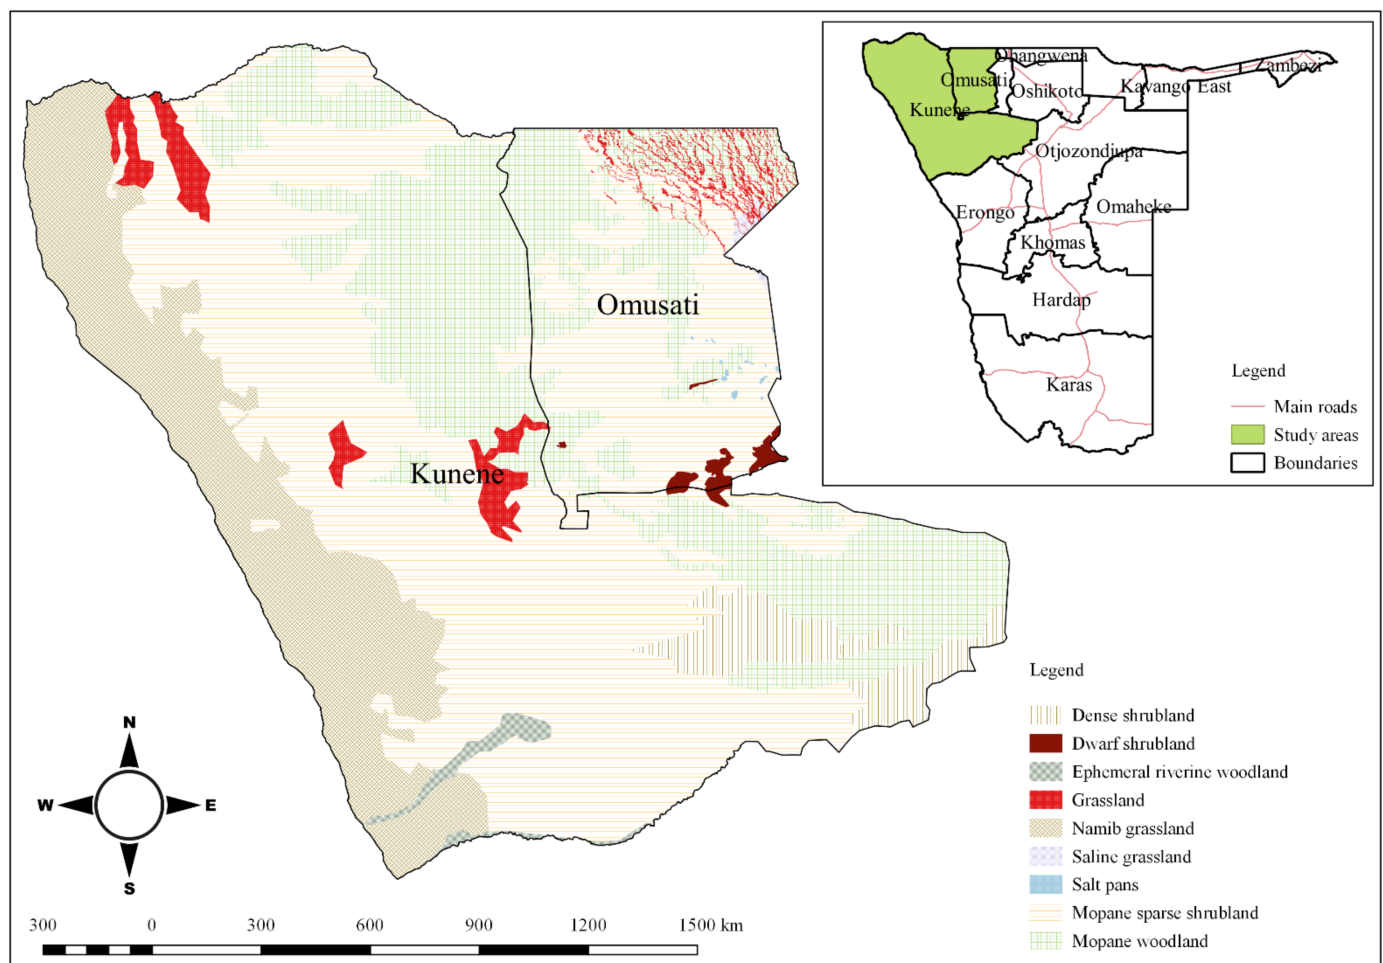 Ohangwena
Zambezi
Omusati
Kavango East
Oshikoto
Kunene
Otjozondjupa
Erongo
Omaheke
Khomas
Hardap
Karas
Legend
Main roads
Study areas
Boundaries
Omusati
Kunene
Legend
Dense shrubland
Dwarf shrubland
Ephemeral riverine woodland
Grassland
Namib grassland
Saline grassland
Salt pans
Mopane sparse shrubland
Mopane woodland
N
W E
S
300 0 300 600 900 1200 1500 km